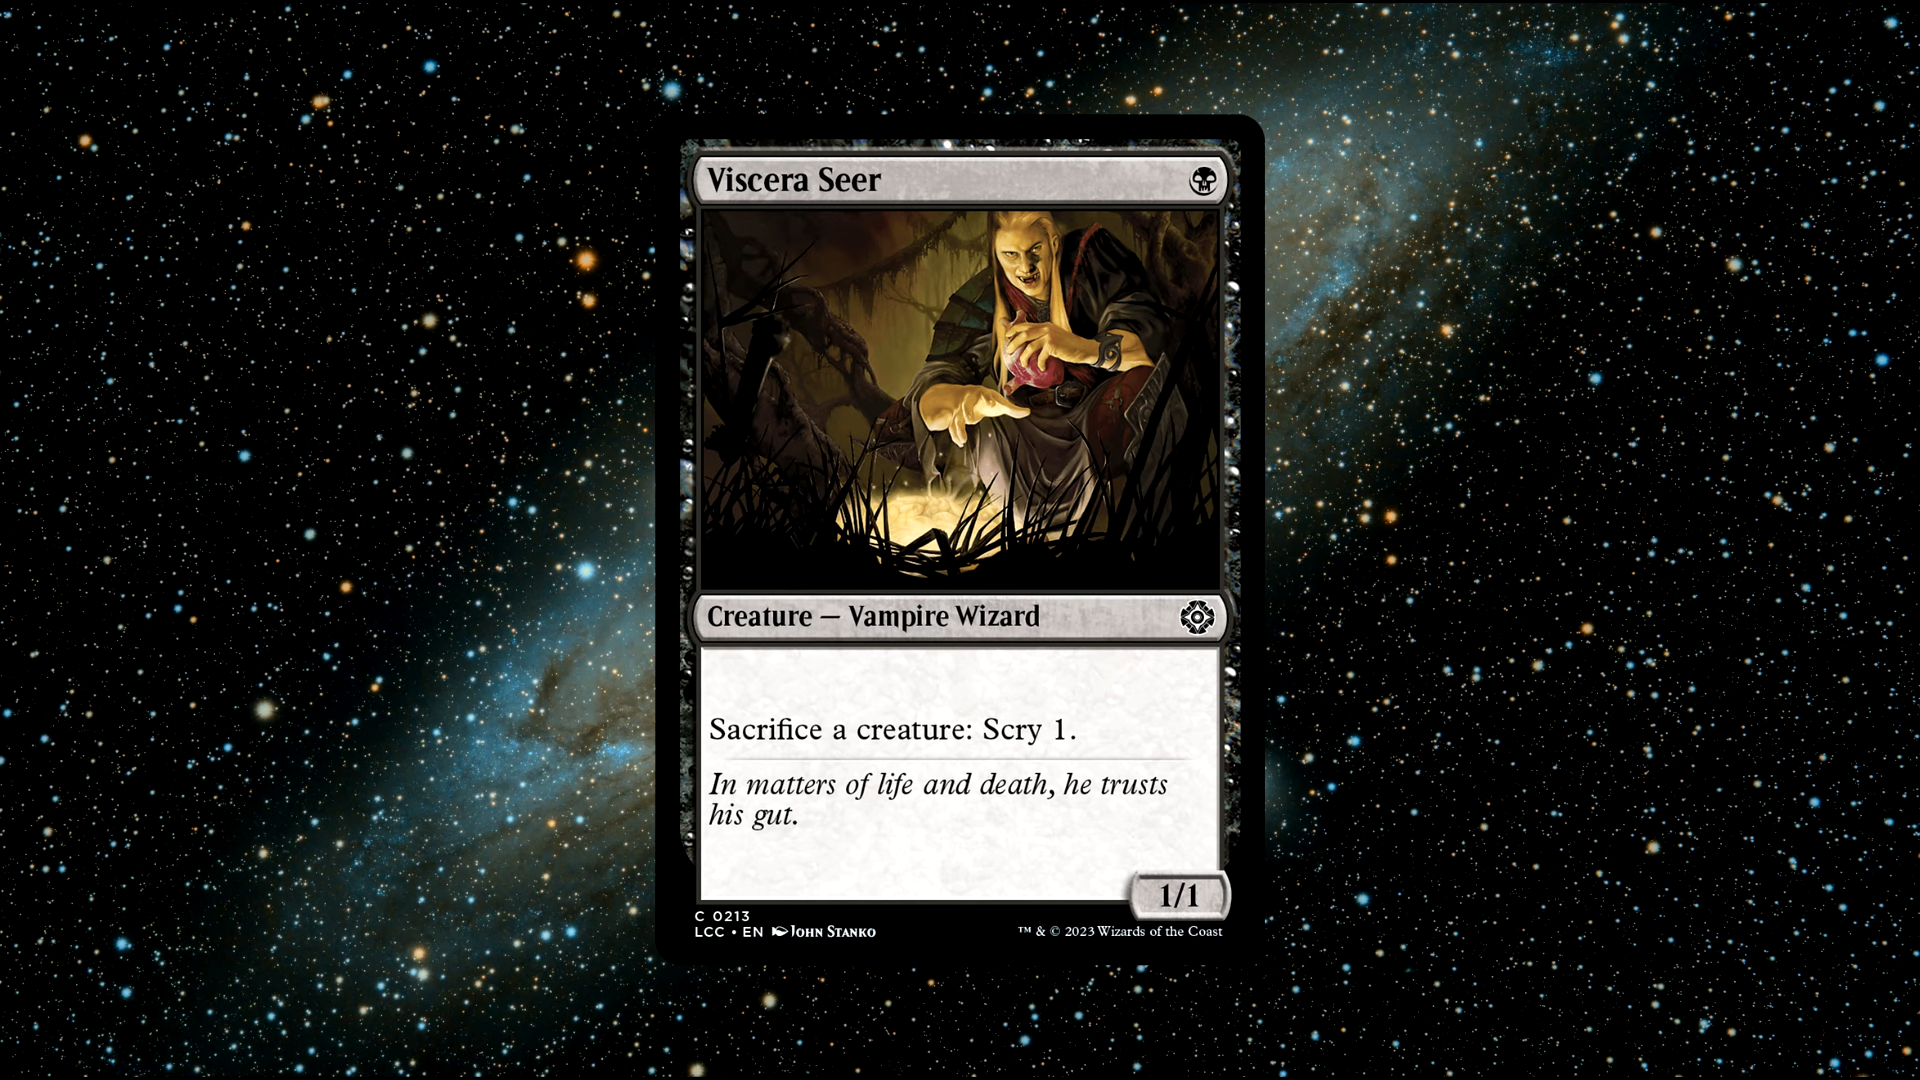 Viscera Seer
Creature — Vampire Wizard
Sacrifice a creature: Scry 1.
In matters of life and death, he trusts
his gut.
1/1
C 0213
LCC • EN John Stanko
™ & © 2023 Wizards of the Coast